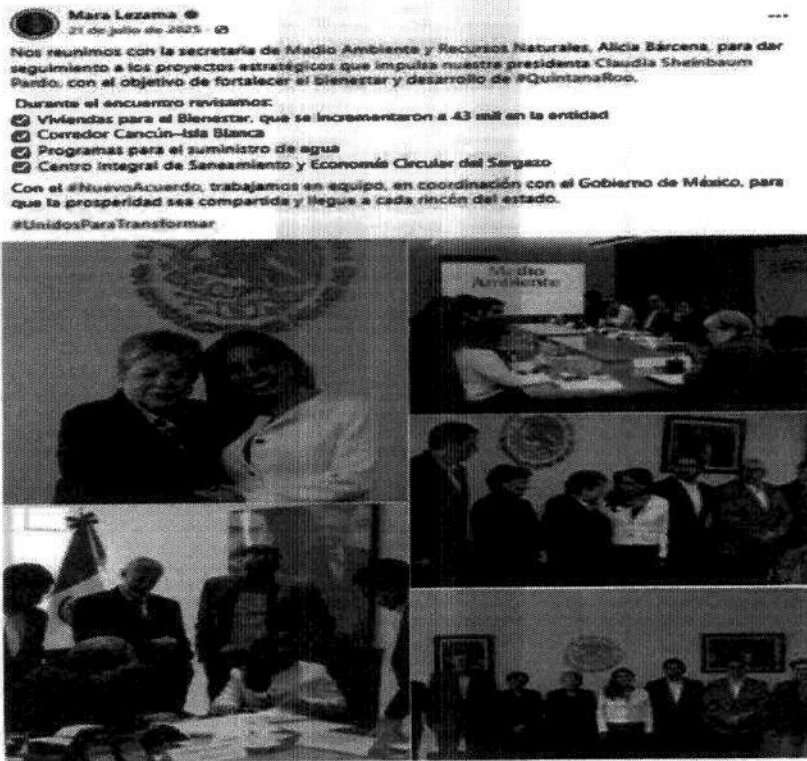 Mara Lezama
21 de julio de 2025
Nos reunimos con la secretaria de Medio Ambiente y Recursos Naturales, Alicia Bárcena, para dar
seguimiento a los proyectos estratégicos que impulsa nuestra presidenta Claudia Sheinbaum
Pardo, con el objetivo de fortalecer el bienestar y desarrollo de #QuintanaRoo.
Durante el encuentro revisamos:
Viviendas para el Bienestar, que se incrementaron a 43 mil en la entidad
Corredor Cancún–Isla Blanca
Programas para el suministro de agua
Centro Integral de Saneamiento y Economía Circular del Sargazo
Con el #NuevoAcuerdo, trabajamos en equipo, en coordinación con el Gobierno de México, para
que la prosperidad sea compartida y llegue a cada rincón del estado.
#UnidosParaTransformar
Medio
Ambiente